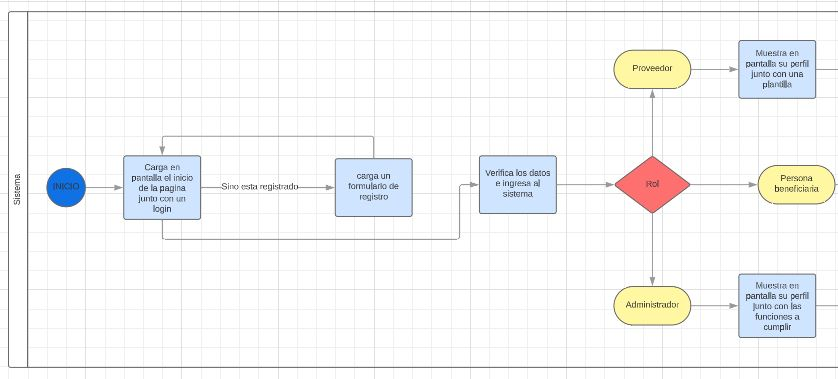 Sistema
INICIO
Carga en
pantalla el inicio
de la pagina
junto con un
login
Sino esta registrado
carga un
formulario de
registro
Verifica los datos
e ingresa al
sistema
Rol
Proveedor
Muestra en
pantalla su perfil
junto con una
plantilla
Persona
beneficiaria
Administrador
Muestra en
pantalla su perfil
junto con las
funciones a
cumplir